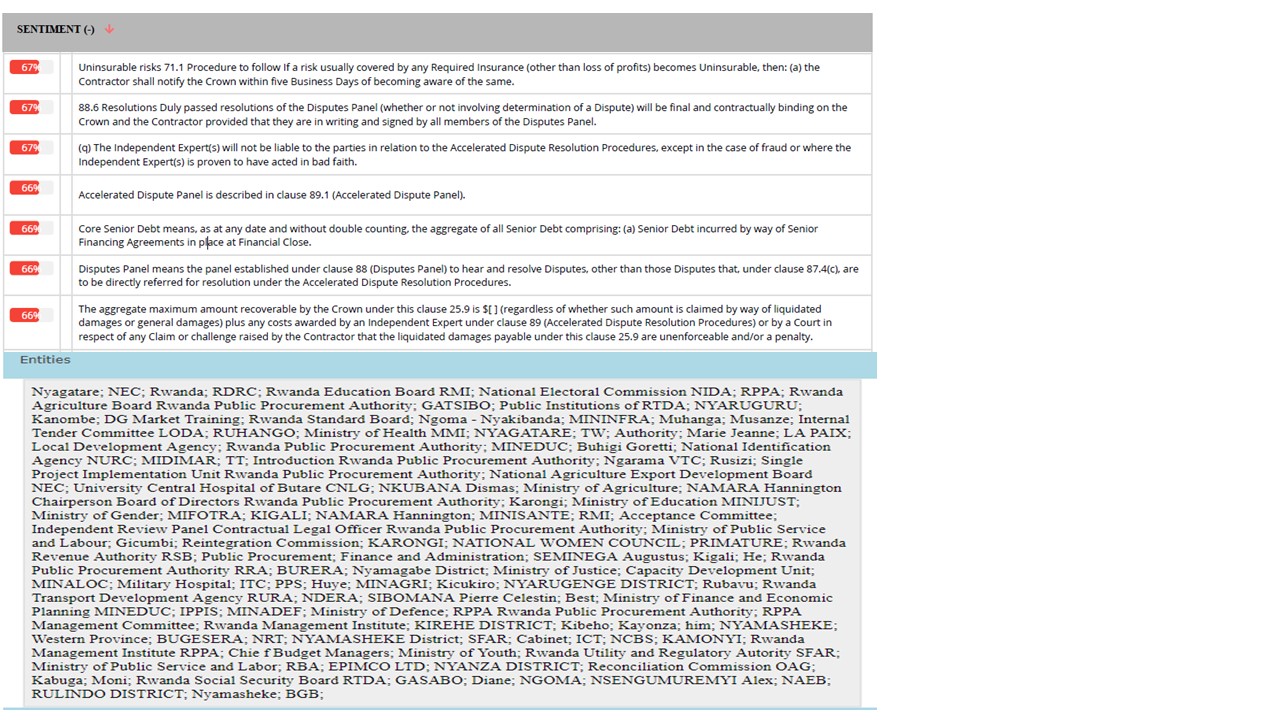 SENTIMENT (-)
67%
Uninsurable risks 71.1 Procedure to follow If a risk usually covered by any Required Insurance (other than loss of profits) becomes Uninsurable, then: (a) the
Contractor shall notify the Crown within five Business Days of becoming aware of the same.
67%
88.6 Resolutions Duly passed resolutions of the Disputes Panel (whether or not involving determination of a Dispute) will be final and contractually binding on the
Crown and the Contractor provided that they are in writing and signed by all members of the Disputes Panel.
67%
(q) The Independent Expert(s) will not be liable to the parties in relation to the Accelerated Dispute Resolution Procedures, except in the case of fraud or where the
Independent Expert(s) is proven to have acted in bad faith.
66%
Accelerated Dispute Panel is described in clause 89.1 (Accelerated Dispute Panel).
66%
Core Senior Debt means, as at any date and without double counting, the aggregate of all Senior Debt comprising: (a) Senior Debt incurred by way of Senior
Financing Agreements in place at Financial Close.
66%
Disputes Panel means the panel established under clause 88 (Disputes Panel) to hear and resolve Disputes, other than those Disputes that, under clause 87.4(c), are
to be directly referred for resolution under the Accelerated Dispute Resolution Procedures.
66%
The aggregate maximum amount recoverable by the Crown under this clause 25.9 is $[ ] (regardless of whether such amount is claimed by way of liquidated
damages or general damages) plus any costs awarded by an Independent Expert under clause 89 (Accelerated Dispute Resolution Procedures) or by a Court in
respect of any Claim or challenge raised by the Contractor that the liquidated damages payable under this clause 25.9 are unenforceable and/or a penalty.
Entities
Nyagatare; NEC; Rwanda; RDRC; Rwanda Education Board RMI; National Electoral Commission NIDA; RPPA; Rwanda
Agriculture Board Rwanda Public Procurement Authority; GATSIBO; Public Institutions of RTDA; NYARUGURU;
Kanombe; DG Market Training; Rwanda Standard Board; Ngoma - Nyakibanda; MININFRA; Muhanga; Musanze; Internal
Tender Committee LODA; RUHANGO; Ministry of Health MMI; NYAGATARE; TW; Authority; Marie Jeanne; LA PAIX;
Local Development Agency; Rwanda Public Procurement Authority; MINEDUC; Buhigi Goretti; National Identification
Agency NURC; MIDIMAR; TT; Introduction Rwanda Public Procurement Authority; Ngarama VTC; Rusizi; Single
Project Implementation Unit Rwanda Public Procurement Authority; National Agriculture Export Development Board
NEC; University Central Hospital of Butare CNLG; NKUBANA Dismas; Ministry of Agriculture; NAMARA Hannington
Chairperson Board of Directors Rwanda Public Procurement Authority; Karongi; Ministry of Education MINIJUST;
Ministry of Gender; MIFOTRA; KIGALI; NAMARA Hannington; MINISANTE; RMI; Acceptance Committee;
Independent Review Panel Contractual Legal Officer Rwanda Public Procurement Authority; Ministry of Public Service
and Labour; Gicumbi; Reintegration Commission; KARONGI; NATIONAL WOMEN COUNCIL; PRIMATURE; Rwanda
Revenue Authority RSB; Public Procurement; Finance and Administration; SEMINEGA Augustus; Kigali; He; Rwanda
Public Procurement Authority RRA; BURERA; Nyamagabe District; Ministry of Justice; Capacity Development Unit;
MINALOC; Military Hospital; ITC; PPS; Huye; MINAGRI; Kicukiro; NYARUGENGE DISTRICT; Rubavu; Rwanda
Transport Development Agency RURA; NDERA; SIBOMANA Pierre Celestin; Best; Ministry of Finance and Economic
Planning MINEDUC; IPPIS; MINADEF; Ministry of Defence; RPPA Rwanda Public Procurement Authority; RPPA
Management Committee; Rwanda Management Institute; KIREHE DISTRICT; Kibeho; Kayonza; him; NYAMASHEKE;
Western Province; BUGESERA; NRT; NYAMASHEKE District; SFAR; Cabinet; ICT; NCBS; KAMONYI; Rwanda
Management Institute RPPA; Chie f Budget Managers; Ministry of Youth; Rwanda Utility and Regulatory Autority SFAR;
Ministry of Public Service and Labor; RBA; EPIMCO LTD; NYANZA DISTRICT; Reconciliation Commission OAG;
Kabuga; Moni; Rwanda Social Security Board RTDA; GASABO; Diane; NGOMA; NSENGUMUREMYI Alex; NAEB;
RULINDO DISTRICT; Nyamasheke; BGB;